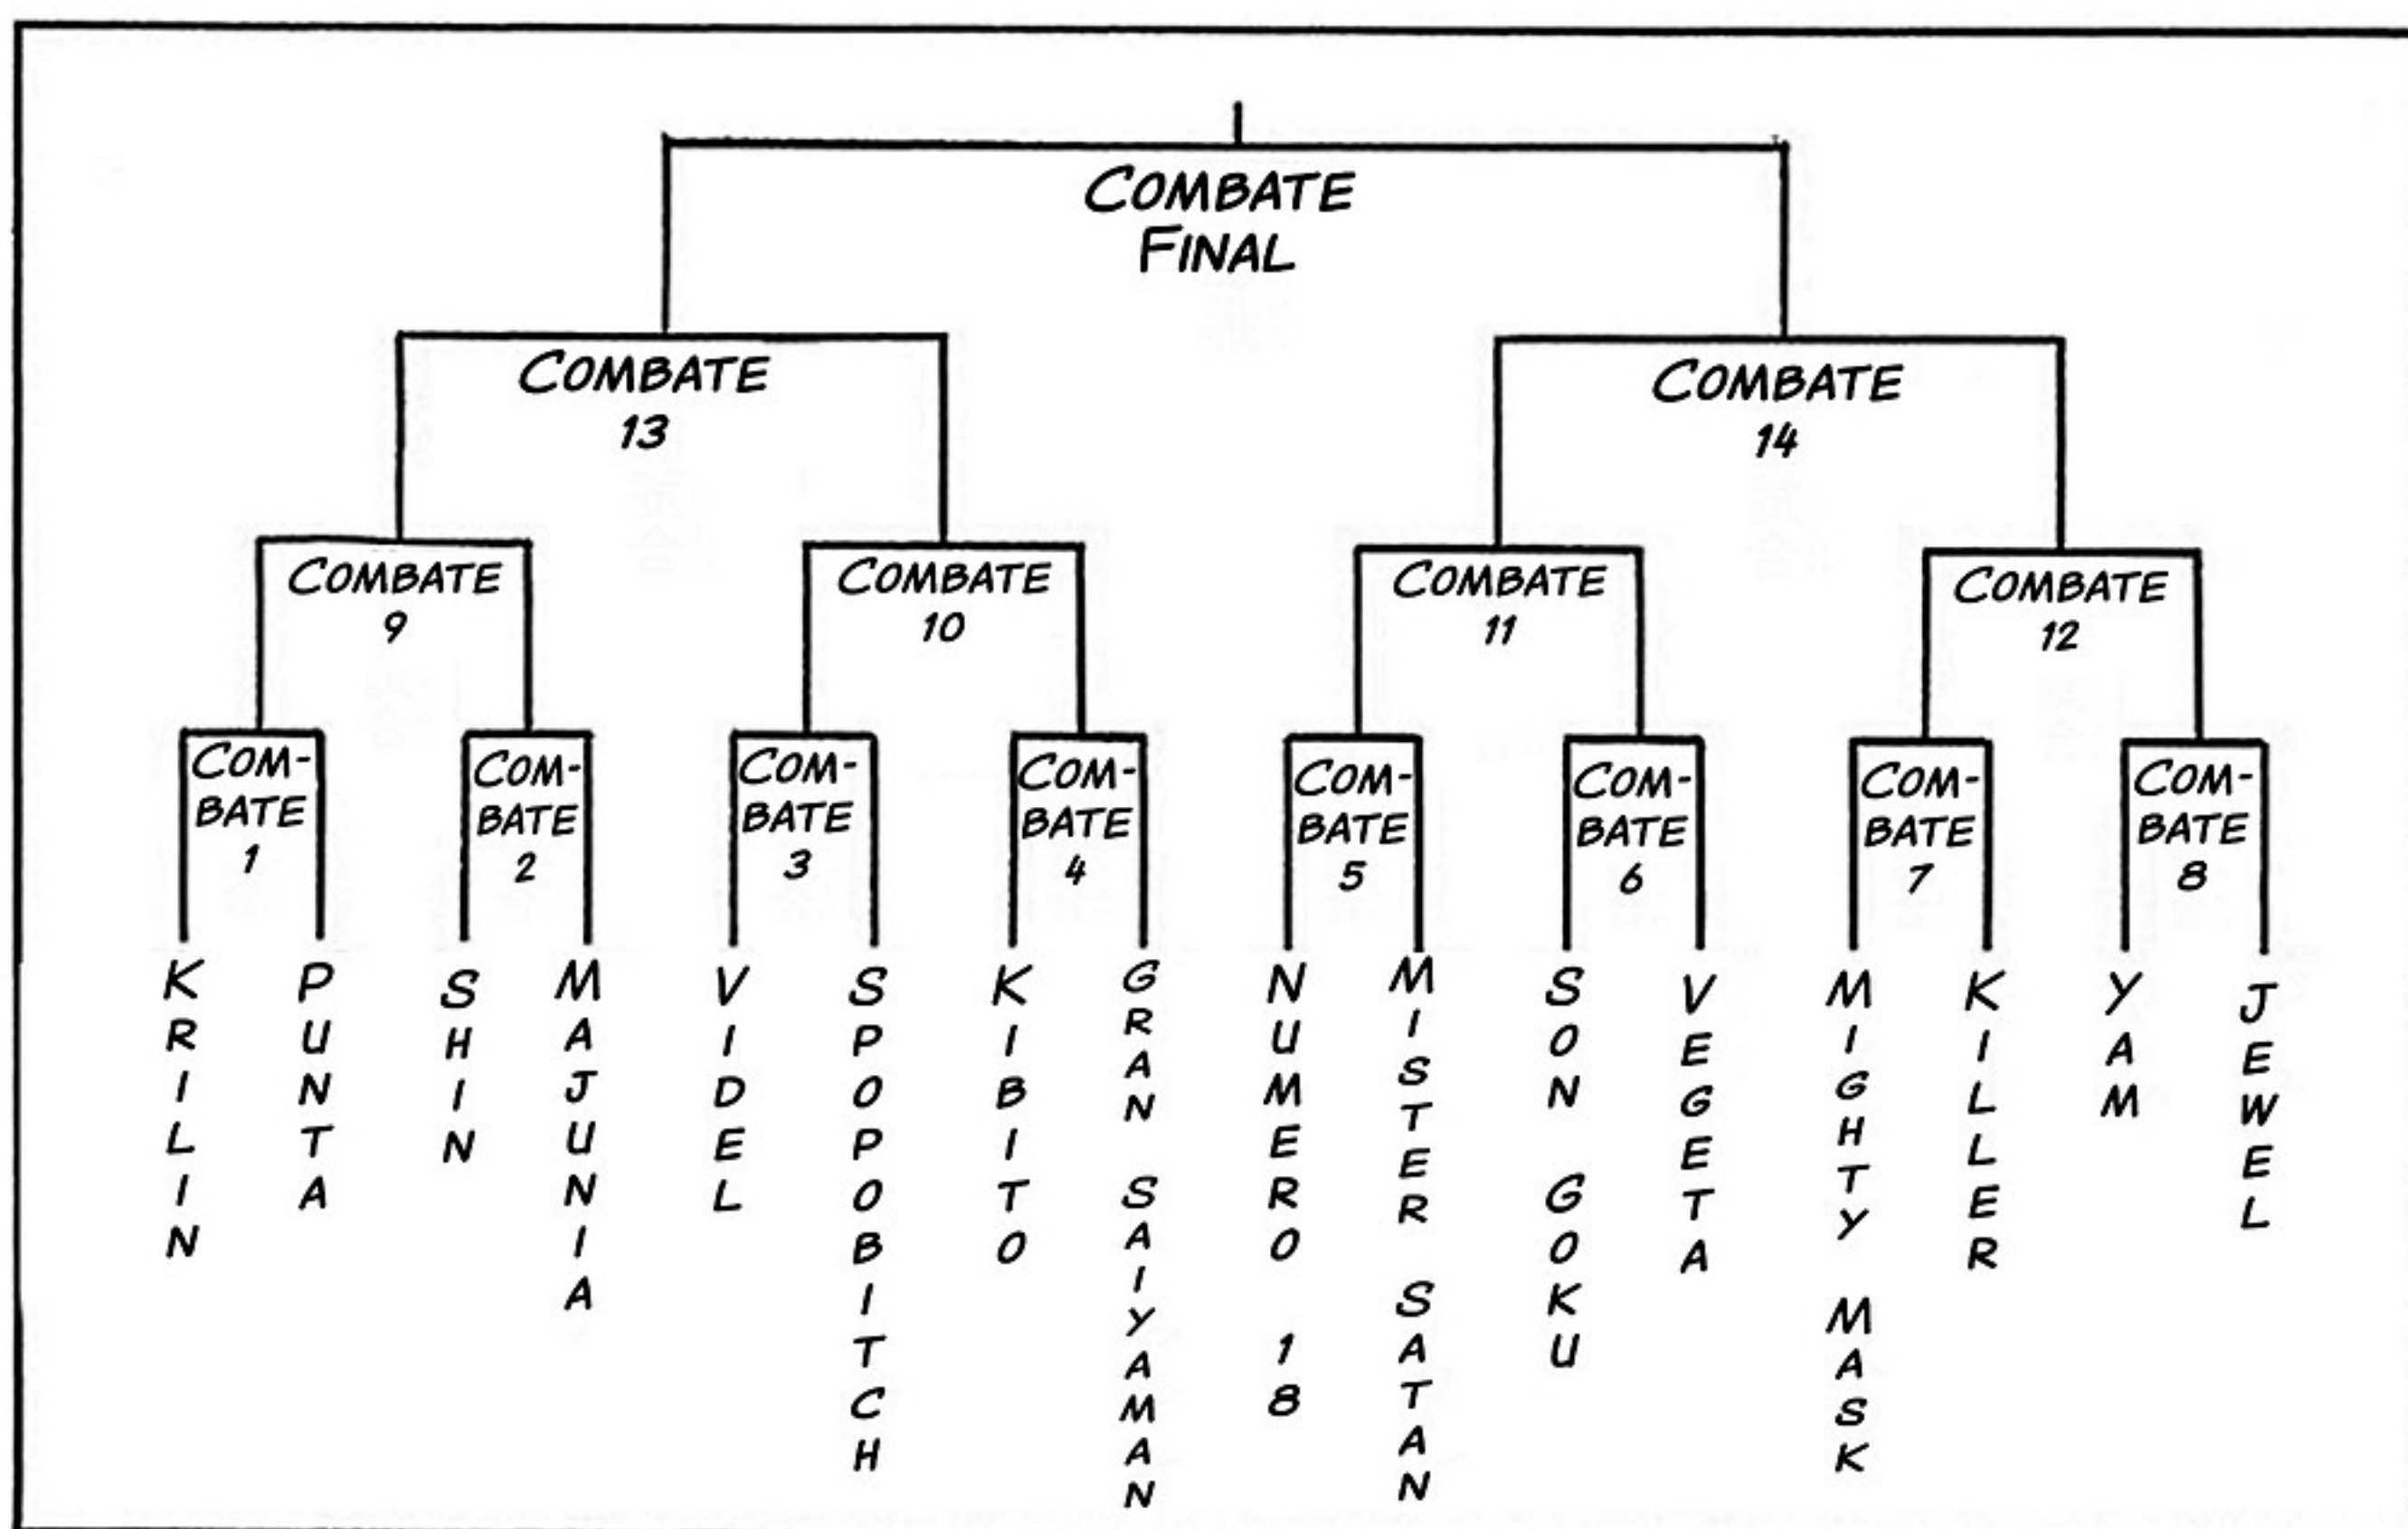 COMBATE
FINAL
COMBATE
13
COMBATE
14
COMBATE
9
COMBATE
10
COMBATE
11
COMBATE
12
COM-
BATE
1
COM-
BATE
2
COM-
BATE
3
COM-
BATE
4
COM-
BATE
5
COM-
BATE
6
COM-
BATE
7
COM-
BATE
8
KRILIN
PUNTA
SHIN
MAJUNIA
VIDEL
SPOPOBITCH
KIBITO
GRAN SAIYAMAN
NUMERO 18
MISTER SATAN
SON GOKU
VEGETA
MIGHTY MASK
KILLER
YAM
JEWEL